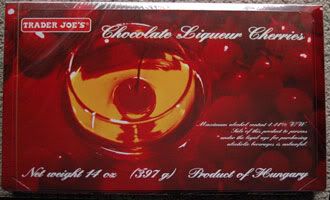 TRADER JOE'S®
Chocolate Liqueur Cherries
Maximum alcohol content 1.44% V/W.
Sale of this product to persons
under the legal age for purchasing
alcoholic beverages is unlawful.
Net weight 14 oz (397 g) Product of Hungary